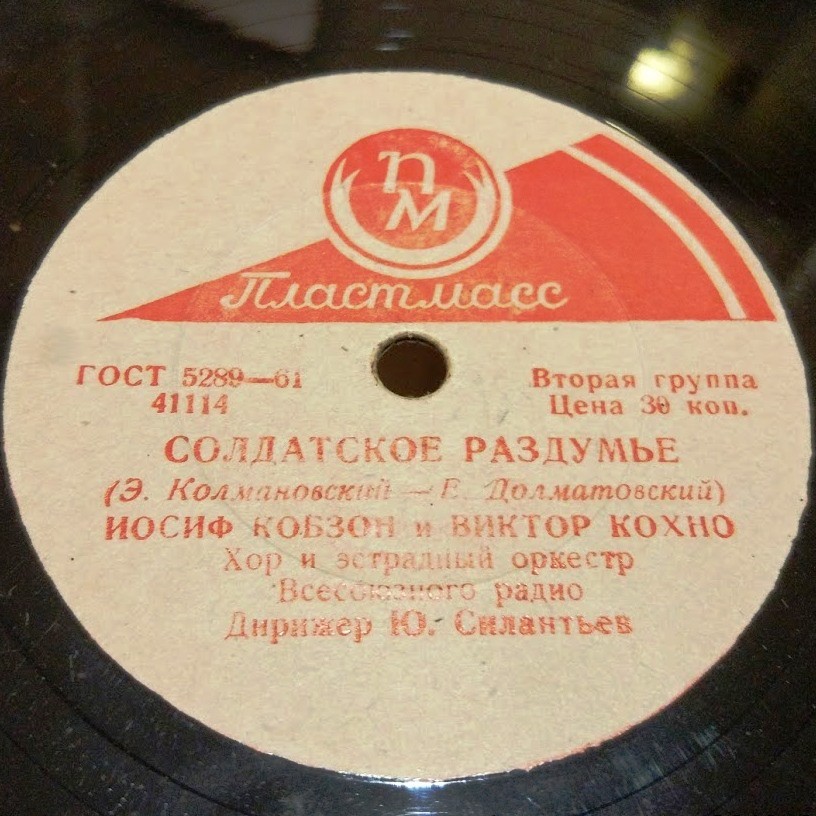 ПМ
Пластмасс
ГОСТ 5289—61
41114
Вторая группа
Цена 30 коп.
СОЛДАТСКОЕ РАЗДУМЬЕ
(Э. Колмановский — Е. Долматовский)
ИОСИФ КОБЗОН и ВИКТОР КОХНО
Хор и эстрадный оркестр
Всесоюзного радио
Дирижер Ю. Силантьев